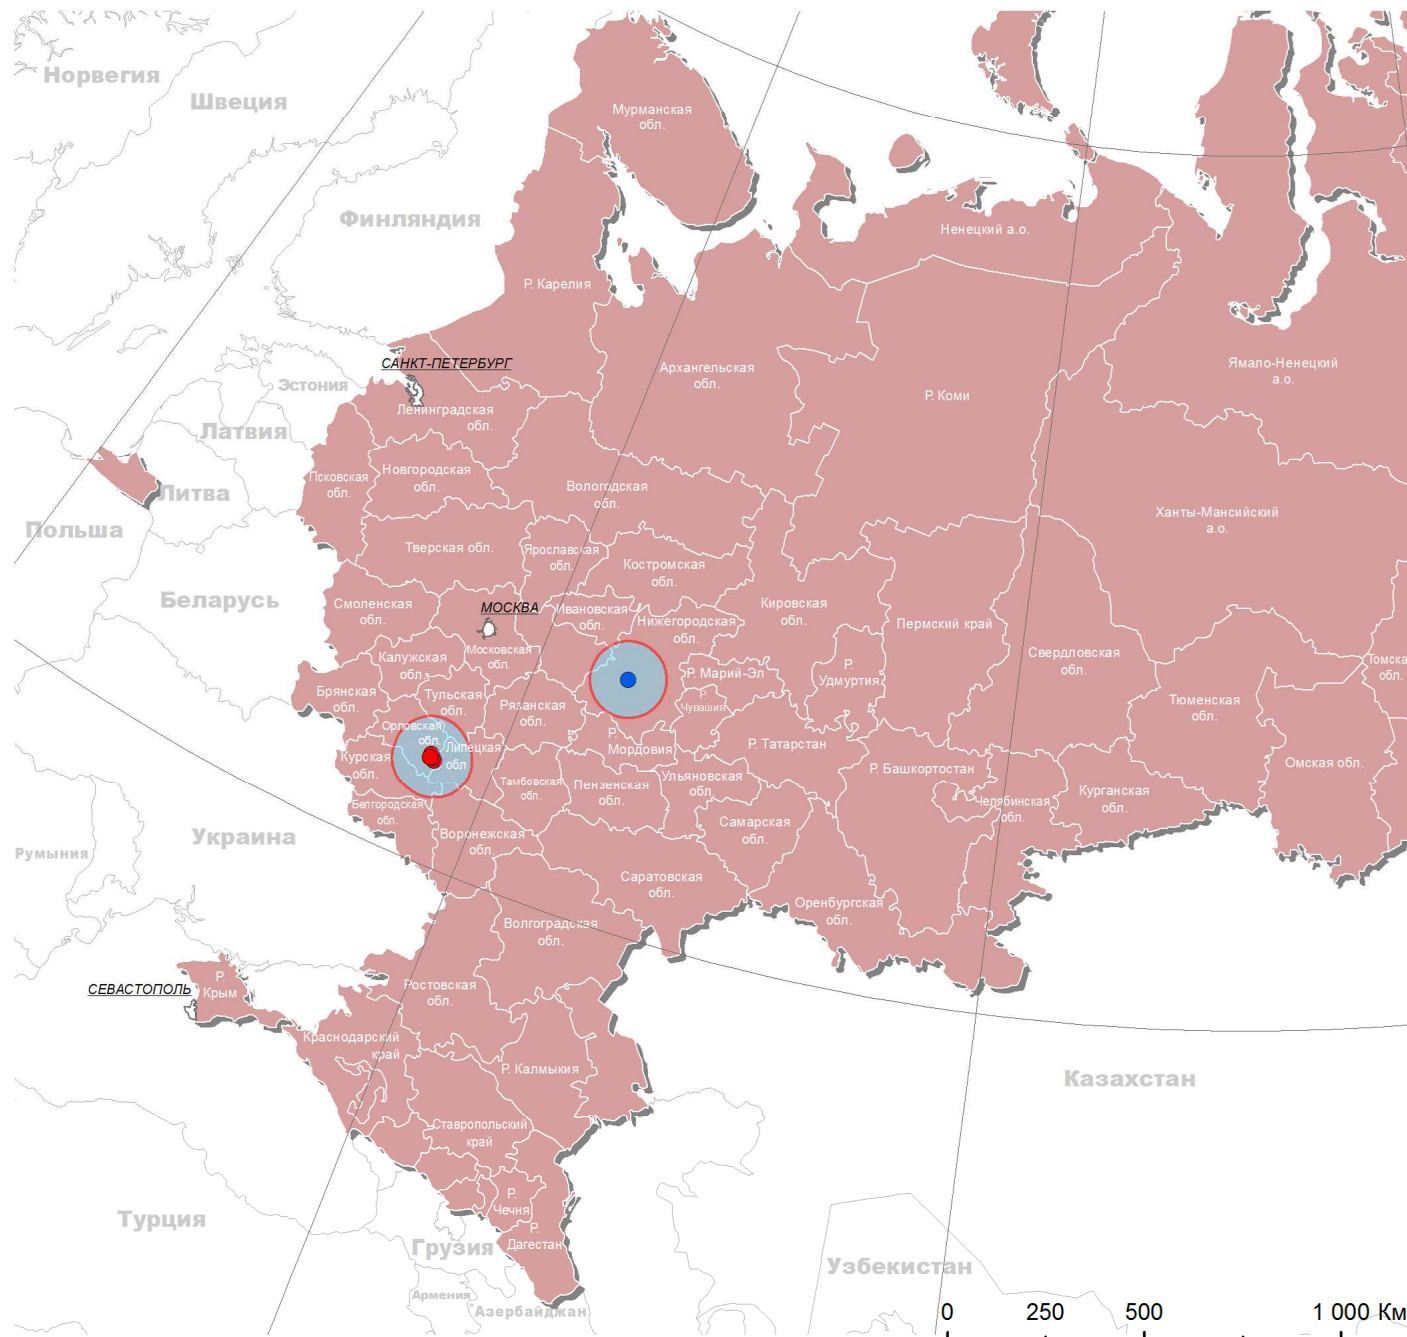 Норвегия
Швеция
Мурманская
обл.
Финляндия
Ненецкий а.о.
Р. Карелия
САНКТ-ПЕТЕРБУРГ
Эстония
Ленинградская
обл.
Архангельская
обл.
Р. Коми
Ямало-Ненецкий
а.о.
Латвия
Псковская
обл.
Новгородская
обл.
Вологодская
обл.
Литва
Польша
Ханты-Мансийский
а.о.
Тверская обл.
Ярославская
обл.
Костромская
обл.
Беларусь
Смоленская
обл.
МОСКВА
Ивановская
обл.
Нижегородская
обл.
Кировская
обл.
Пермский край
Свердловская
обл.
Томска
обл.
Калужская
обл.
Московская
обл.
Р. Марий-Эл
Р.
Удмуртия
Брянская
обл.
Тульская
обл.
Рязанская
обл.
Р.
Чувашия
Тюменская
обл.
Орловская
обл.
Липецкая
обл.
Р.
Мордовия
Р. Татарстан
Курская
обл.
Р. Башкортостан
Омская обл.
Тамбовская
обл.
Пензенская
обл.
Ульяновская
обл.
Челябинская
обл.
Курганская
обл.
Белгородская
обл.
Самарская
обл.
Украина
Воронежская
обл.
Румыния
Саратовская
обл.
Оренбургская
обл.
Волгоградская
обл.
СЕВАСТОПОЛЬ
Р.
Крым
Ростовская
обл.
Краснодарский
край
Р. Калмыкия
Казахстан
Ставропольский
край
Р.
Чечня
Турция
Грузия
Р.
Дагестан
Узбекистан
Армения
Азербайджан
0 250 500 1 000 Км